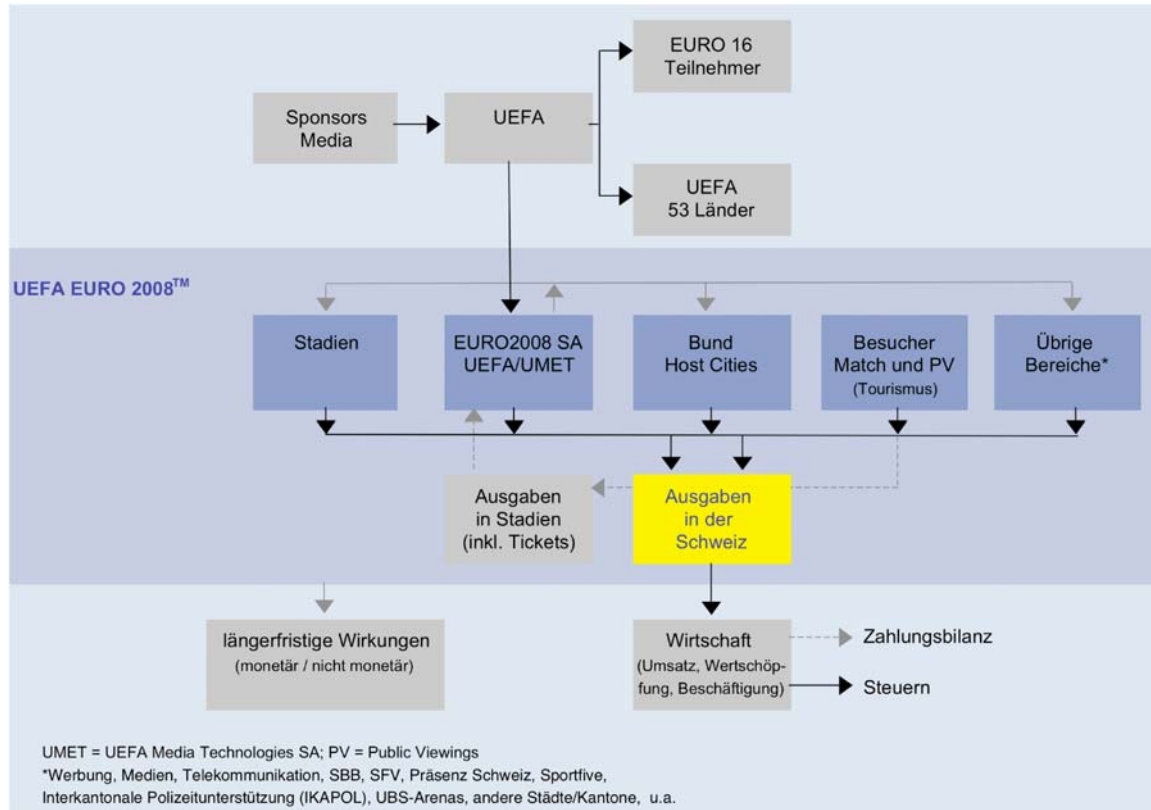 EURO 16
Teilnehmer
Sponsors
Media
UEFA
UEFA
53 Länder
UEFA EURO 2008TM
Stadien
EURO2008 SA
UEFA/UMET
Bund
Host Cities
Besucher
Match und PV
(Tourismus)
Übrige
Bereiche*
Ausgaben
in Stadien
(inkl. Tickets)
Ausgaben
in der
Schweiz
längerfristige Wirkungen
(monetär / nicht monetär)
Wirtschaft
(Umsatz, Wertschöp-
fung, Beschäftigung)
Zahlungsbilanz
Steuern
UMET = UEFA Media Technologies SA; PV = Public Viewings
*Werbung, Medien, Telekommunikation, SBB, SFV, Präsenz Schweiz, Sportfive,
Interkantonale Polizeitunterstützung (IKAPOL), UBS-Arenas, andere Städte/Kantone, u.a.